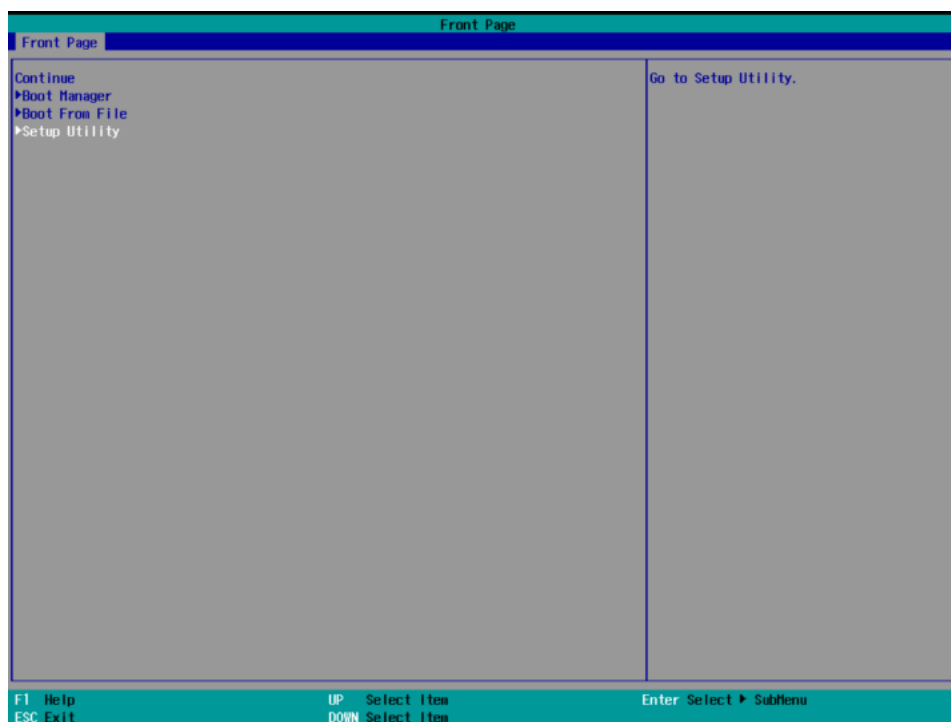 Front Page
Front Page
Continue
▶Boot Manager
▶Boot From File
▶Setup Utility
Go to Setup Utility.
F1 Help UP Select Item Enter Select ▶ SubMenu
ESC Exit DOWN Select Item